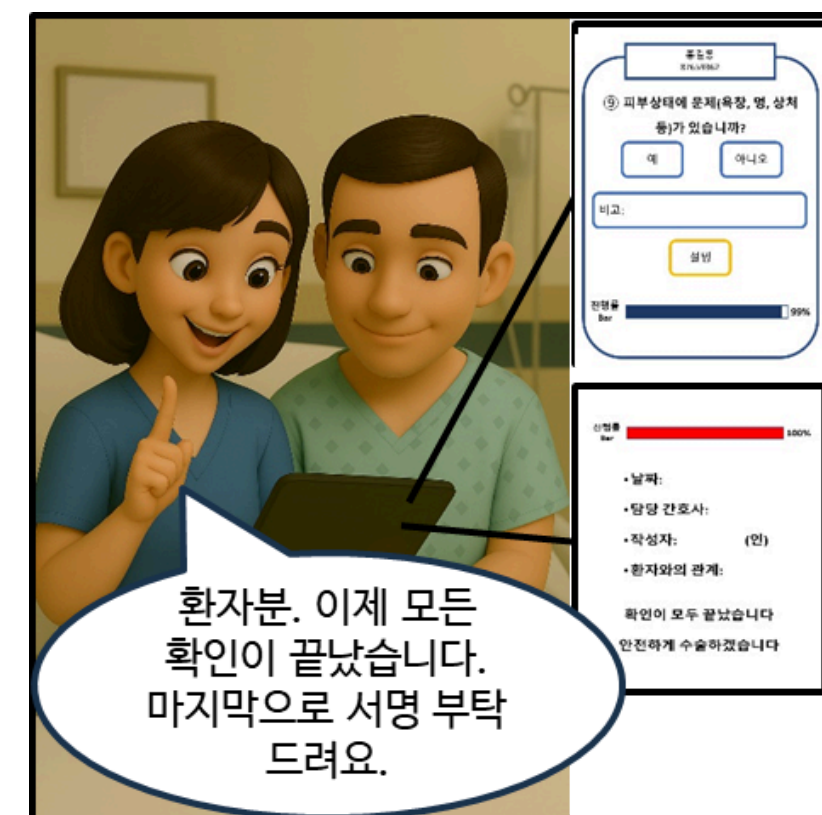 홍길동
⑨ 피부상태에 문제(욕창, 멍, 상처
등)가 있습니까?
예 아니오
비고:
설명
진행률
Bar
99%
진행률
Bar
100%
•날짜:
•담당 간호사:
•작성자: (인)
•환자와의 관계:
확인이 모두 끝났습니다
안전하게 수술하겠습니다
환자분. 이제 모든
확인이 끝났습니다.
마지막으로 서명 부탁
드려요.